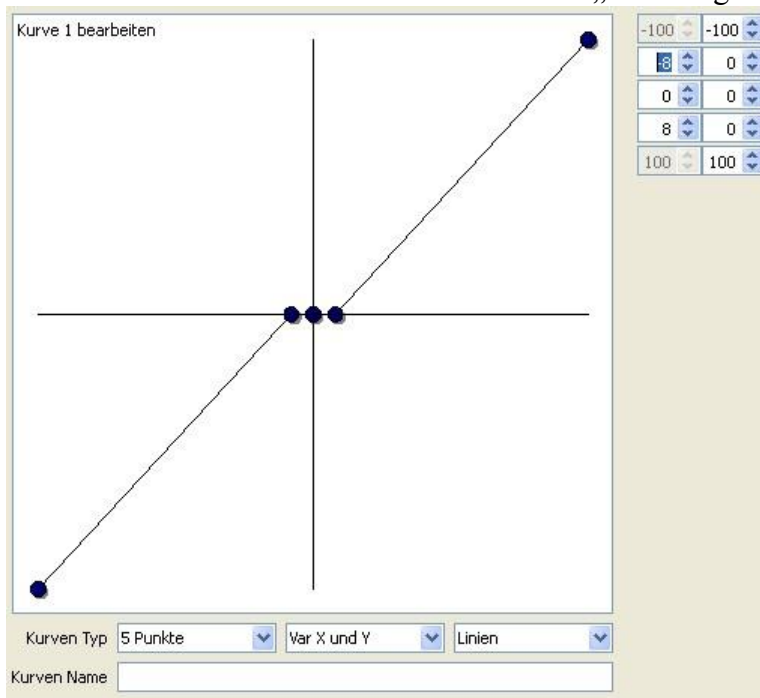 „
Kurve 1 bearbeiten
-100 -100
-8 0
0 0
8 0
100 100
Kurven Typ 5 Punkte Var X und Y Linien
Kurven Name